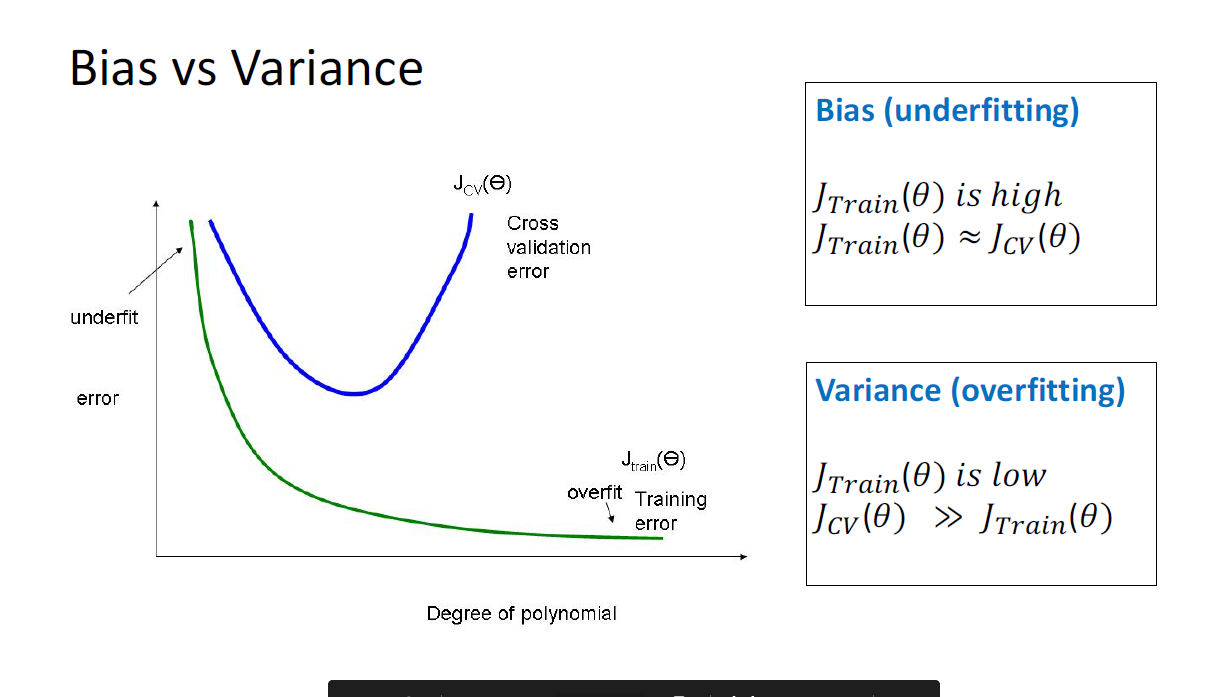 Bias vs Variance
J_CV(Θ)
Cross
validation
error
underfit
error
J_train(Θ)
overfit
Training
error
Degree of polynomial
Bias (underfitting)
J_Train(θ) is high
J_Train(θ) ≈ J_CV(θ)
Variance (overfitting)
J_Train(θ) is low
J_CV(θ) ≫ J_Train(θ)